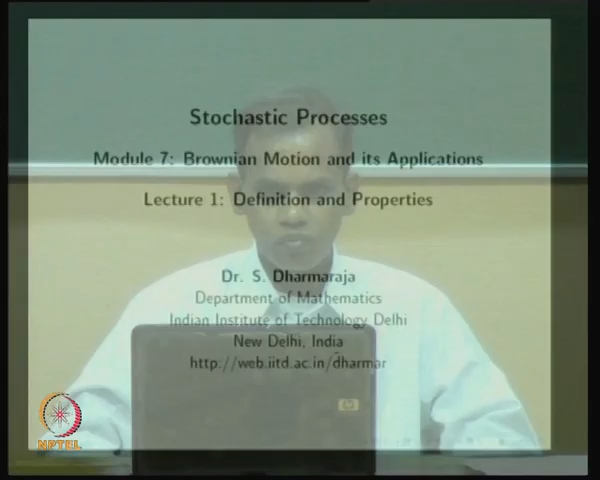 Stochastic Processes
Module 7: Brownian Motion and its Applications
Lecture 1: Definition and Properties
Dr. S. Dharmaraja
Department of Mathematics
Indian Institute of Technology Delhi
New Delhi, India
http://web.iitd.ac.in/~dharmar
hp
NPTEL